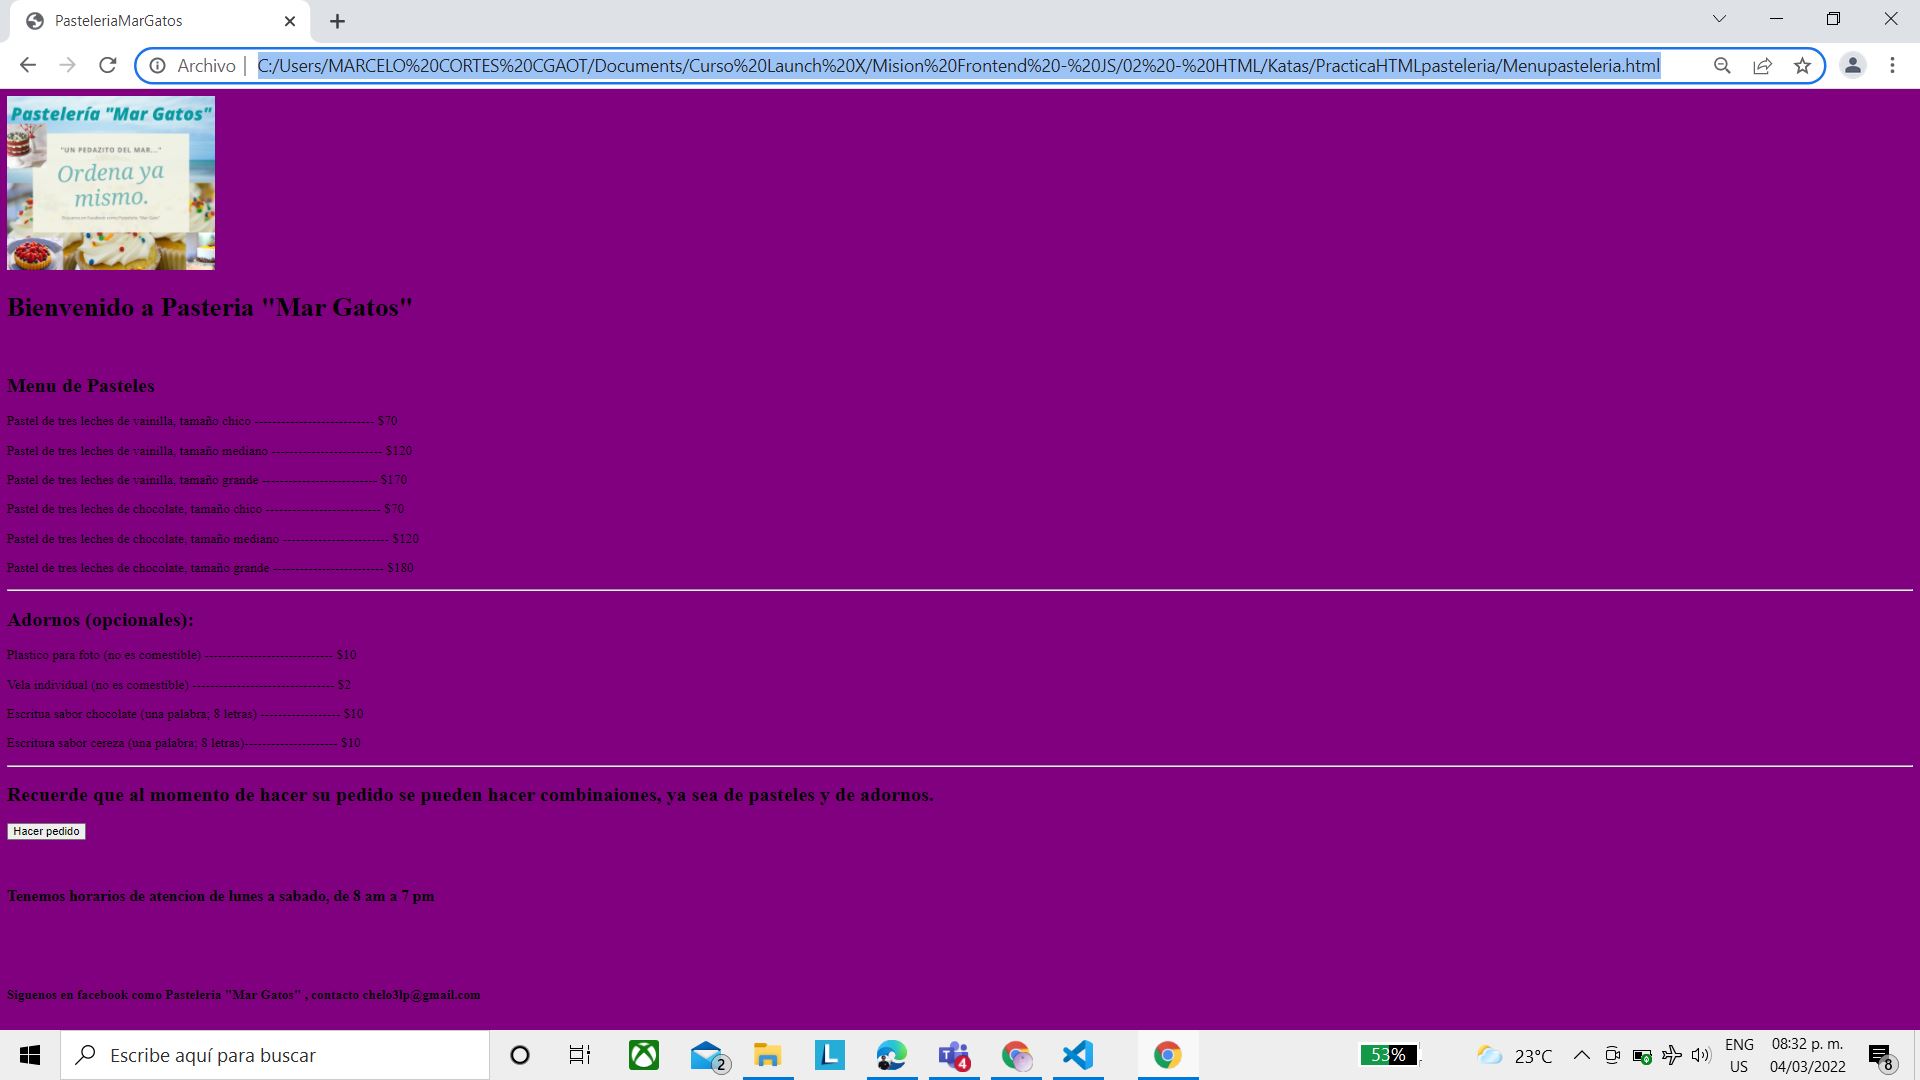 PasteleriaMarGatos
Archivo
C:/Users/MARCELO%20CORTES%20CGAOT/Documents/Curso%20Launch%20X/Mision%20Frontend%20-%20JS/02%20-%20HTML/Katas/PracticaHTMLpasteleria/Menupasteleria.html
Pastelería "Mar Gatos"
"UN PEDAZITO DEL MAR..."
Ordena ya
mismo.
Bienvenido a Pasteria "Mar Gatos"
Menu de Pasteles
Pastel de tres leches de vainilla, tamaño chico --------------------------- $70
Pastel de tres leches de vainilla, tamaño mediano ------------------------- $120
Pastel de tres leches de vainilla, tamaño grande -------------------------- $170
Pastel de tres leches de chocolate, tamaño chico -------------------------- $70
Pastel de tres leches de chocolate, tamaño mediano ------------------------ $120
Pastel de tres leches de chocolate, tamaño grande ------------------------- $180
Adornos (opcionales):
Plastico para foto (no es comestible) ----------------------------- $10
Vela individual (no es comestible) -------------------------------- $2
Escritua sabor chocolate (una palabra; 8 letras) ------------------ $10
Escritura sabor cereza (una palabra; 8 letras)--------------------- $10
Recuerde que al momento de hacer su pedido se pueden hacer combinaiones, ya sea de pasteles y de adornos.
Hacer pedido
Tenemos horarios de atencion de lunes a sabado, de 8 am a 7 pm
Siguenos en facebook como Pasteleria "Mar Gatos" , contacto chelo3lp@gmail.com
Escribe aquí para buscar
2
L
4
53%
23°C
ENG
US
08:32 p. m.
04/03/2022
8